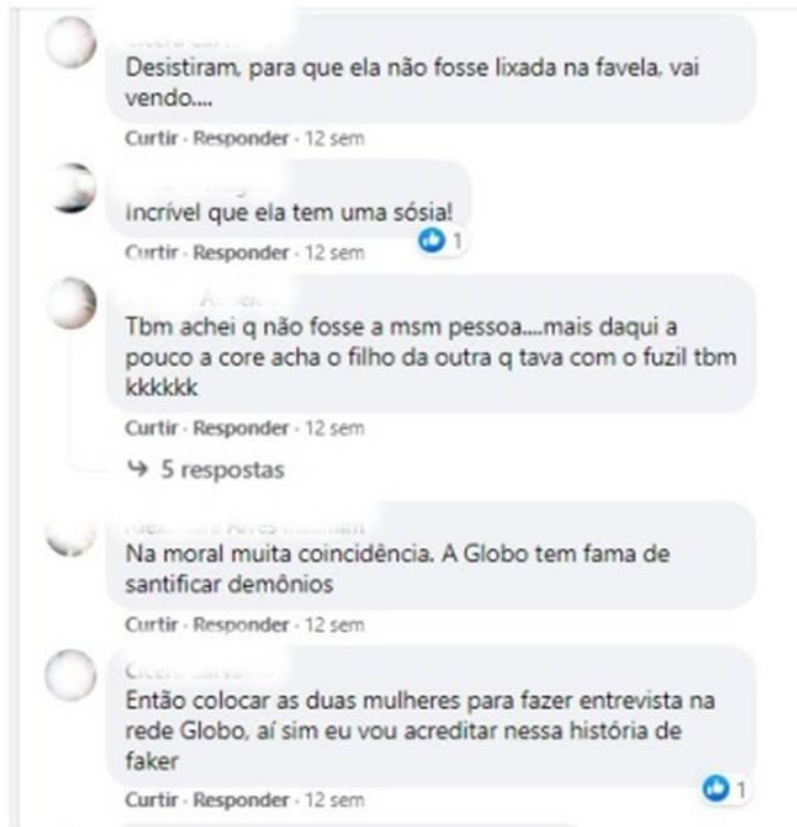 Desistiram, para que ela não fosse lixada na favela, vai
vendo....
Curtir · Responder · 12 sem
Incrível que ela tem uma sósia!
1
Curtir · Responder · 12 sem
Tbm achei q não fosse a msm pessoa....mais daqui a
pouco a core acha o filho da outra q tava com o fuzil tbm
kkkkkk
Curtir · Responder · 12 sem
5 respostas
Na moral muita coincidência. A Globo tem fama de
santificar demônios
Curtir · Responder · 12 sem
Então colocar as duas mulheres para fazer entrevista na
rede Globo, aí sim eu vou acreditar nessa história de
faker
1
Curtir · Responder · 12 sem